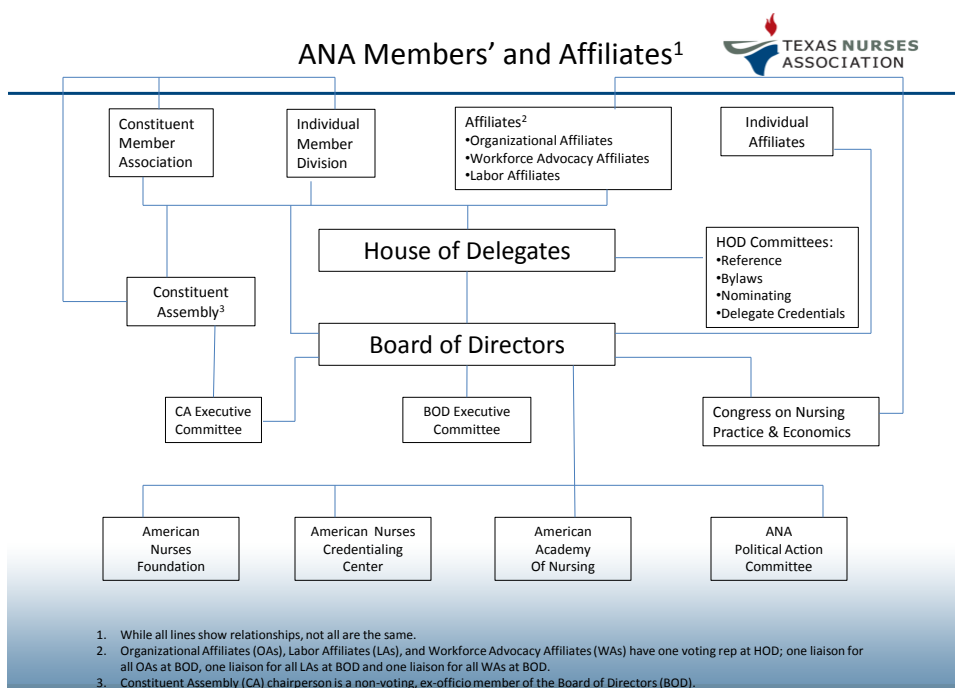 ANA Members’ and Affiliates1
TEXAS NURSES
ASSOCIATION
Constituent
Member
Association
Individual
Member
Division
Affiliates2
•Organizational Affiliates
•Workforce Advocacy Affiliates
•Labor Affiliates
Individual
Affiliates
House of Delegates
HOD Committees:
•Reference
•Bylaws
•Nominating
•Delegate Credentials
Constituent
Assembly3
Board of Directors
CA Executive
Committee
BOD Executive
Committee
Congress on Nursing
Practice & Economics
American
Nurses
Foundation
American Nurses
Credentialing
Center
American
Academy
Of Nursing
ANA
Political Action
Committee
1. While all lines show relationships, not all are the same.
2. Organizational Affiliates (OAs), Labor Affiliates (LAs), and Workforce Advocacy Affiliates (WAs) have one voting rep at HOD; one liaison for
all OAs at BOD, one liaison for all LAs at BOD and one liaison for all WAs at BOD.
3. Constituent Assembly (CA) chairperson is a non-voting, ex-officio member of the Board of Directors (BOD).